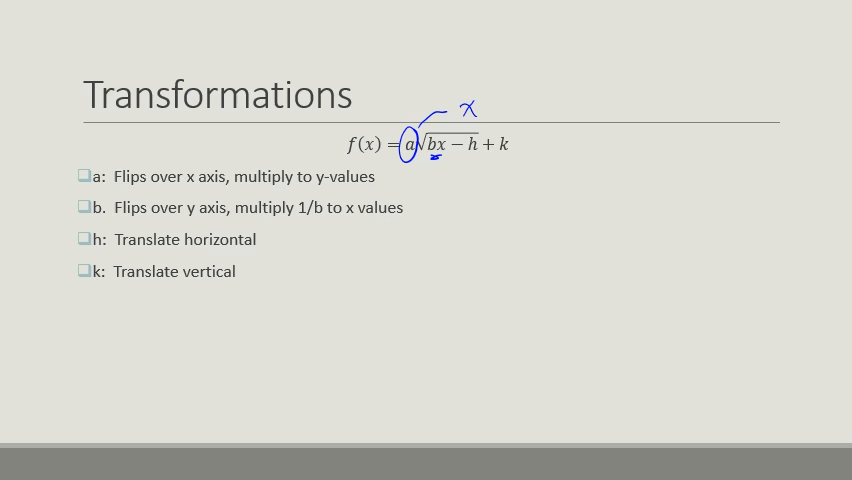 Transformations
x
f(x) = a√bx − h + k
a: Flips over x axis, multiply to y-values
b. Flips over y axis, multiply 1/b to x values
h: Translate horizontal
k: Translate vertical